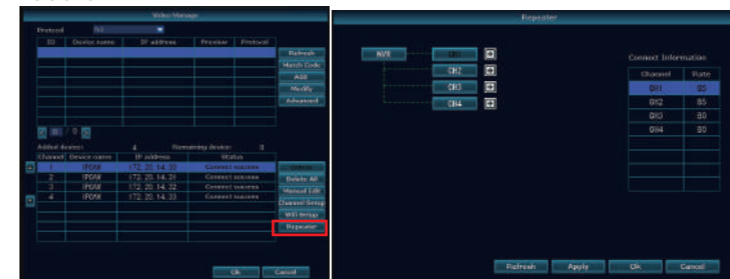 Video Manage
Protocol
ID Device name IP address Preview Protocol
Refresh
Match Code
Add
Modify
Advanced
/ 0
Added device: 4 Remaining device: 0
Channel Device name IP address Status
1 IPCAM 172. 20. 14. 30 Connect success
2 IPCAM 172. 20. 14. 31 Connect success
3 IPCAM 172. 20. 14. 32 Connect success
4 IPCAM 172. 20. 14. 33 Connect success
Delete All
Manual Edit
Channel Setup
Wifi Setup
Repeater
Ok Cancel
Repeater
NVR
CH1
CH2
CH3
CH4
Connect Information
Channel Rate
CH1 85
CH2 85
CH3 80
CH4 80
Refresh Apply Ok Cancel